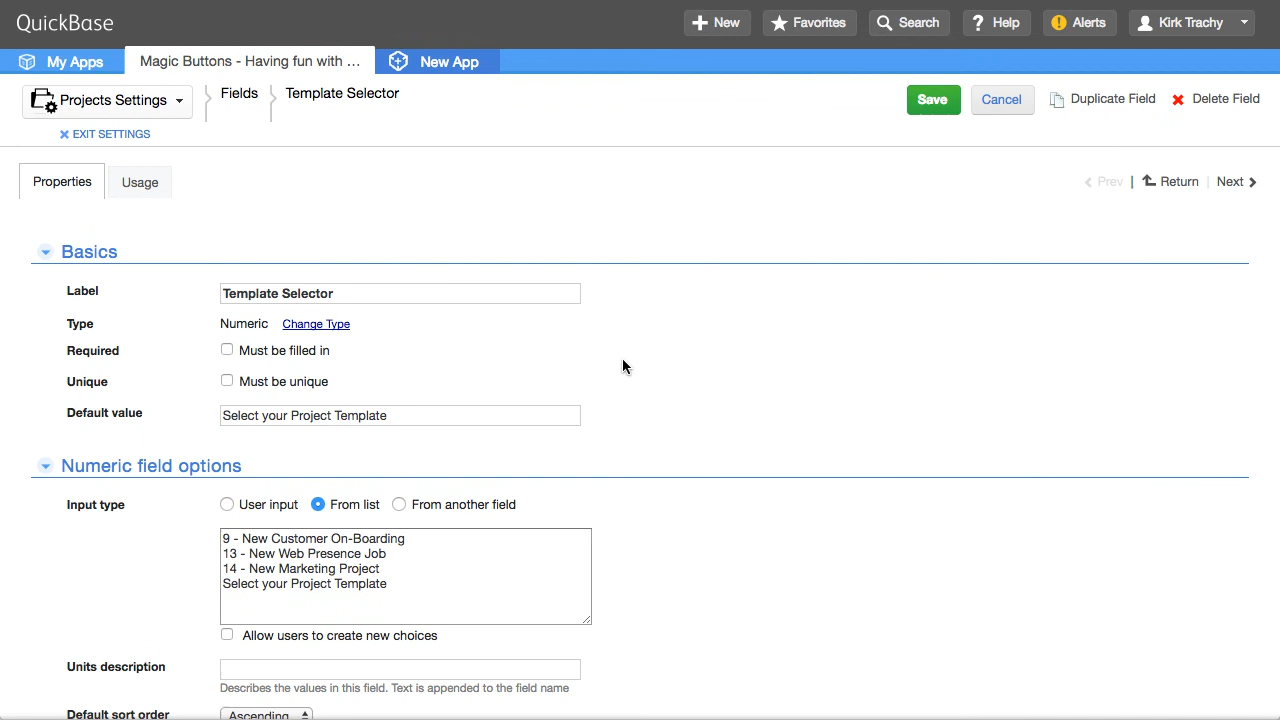 QuickBase
New
Favorites
Search
Help
Alerts
Kirk Trachy
My Apps
Magic Buttons - Having fun with ...
New App
Projects Settings
Fields
Template Selector
Save
Cancel
Duplicate Field
Delete Field
EXIT SETTINGS
Properties
Usage
Prev | Return | Next
Basics
Label
Template Selector
Type
Numeric Change Type
Required
Must be filled in
Unique
Must be unique
Default value
Select your Project Template
Numeric field options
Input type
User input From list From another field
9 - New Customer On-Boarding
13 - New Web Presence Job
14 - New Marketing Project
Select your Project Template
Allow users to create new choices
Units description
Describes the values in this field. Text is appended to the field name
Default sort order
Ascending